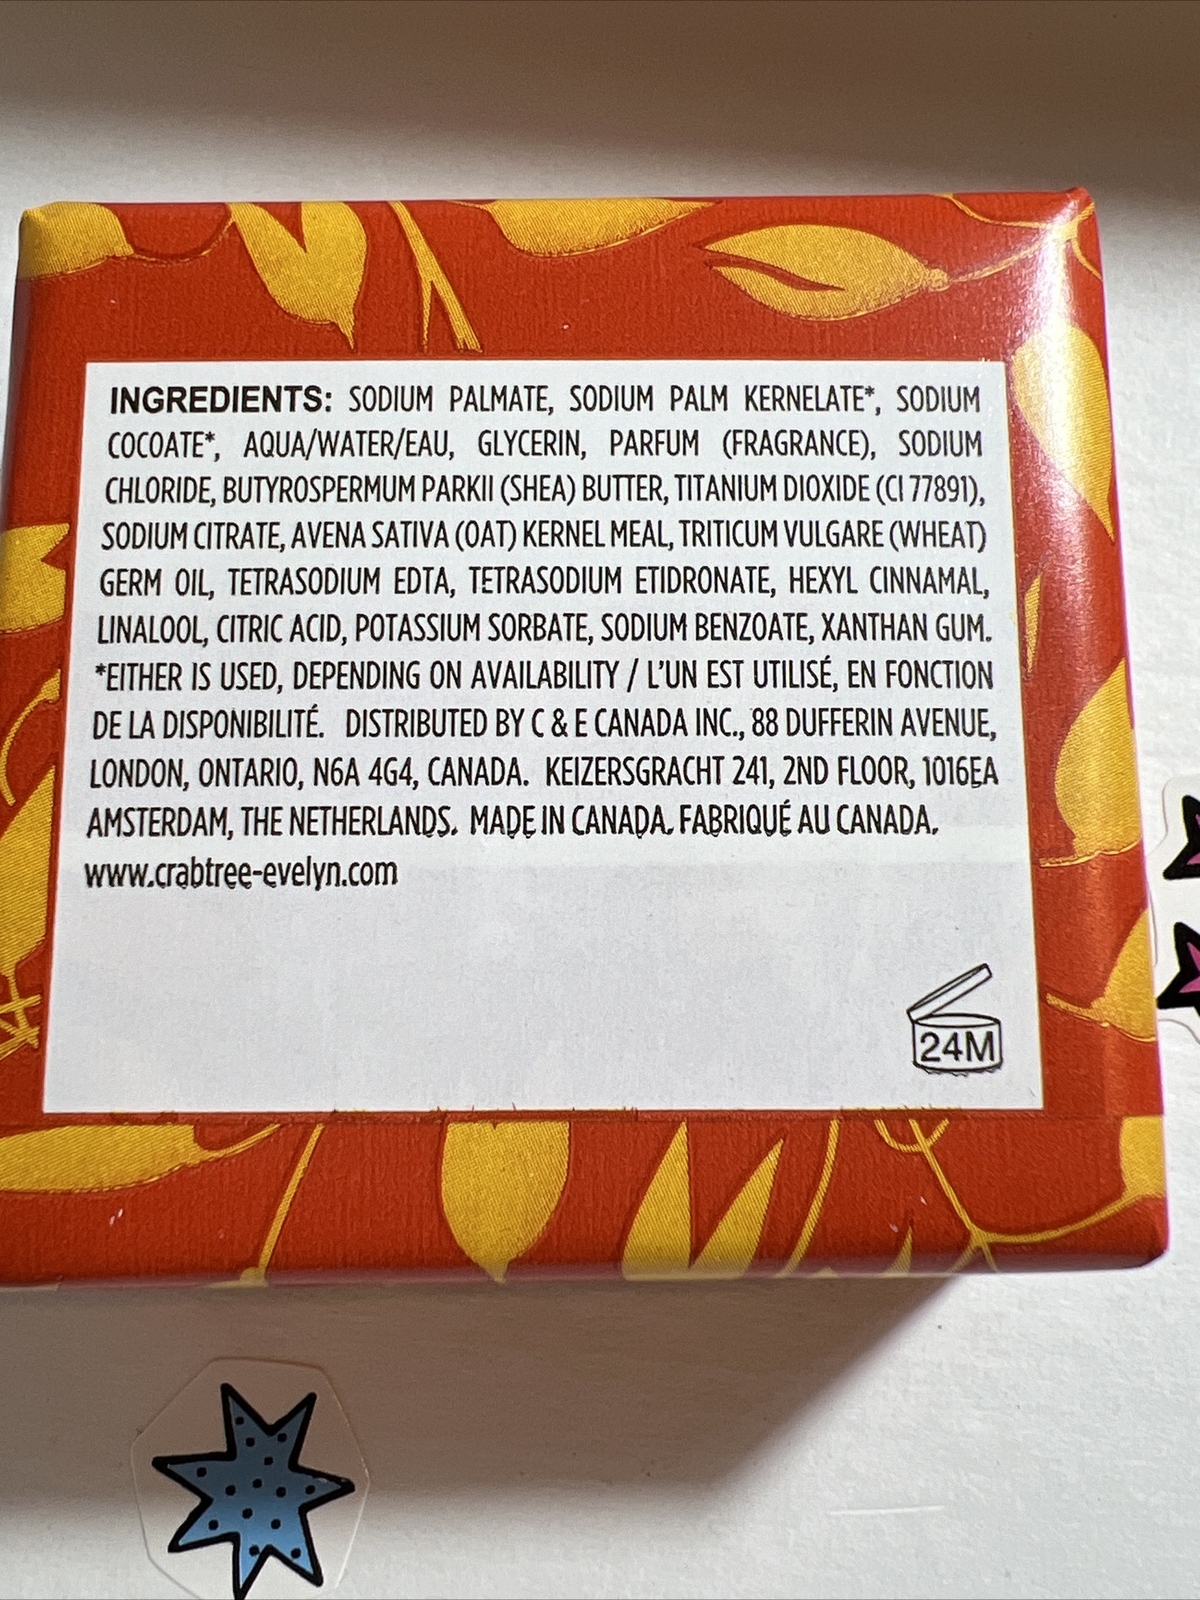 INGREDIENTS: SODIUM PALMATE, SODIUM PALM KERNELATE*, SODIUM
COCOATE*, AQUA/WATER/EAU, GLYCERIN, PARFUM (FRAGRANCE), SODIUM
CHLORIDE, BUTYROSPERMUM PARKII (SHEA) BUTTER, TITANIUM DIOXIDE (CI 77891),
SODIUM CITRATE, AVENA SATIVA (OAT) KERNEL MEAL, TRITICUM VULGARE (WHEAT)
GERM OIL, TETRASODIUM EDTA, TETRASODIUM ETIDRONATE, HEXYL CINNAMAL,
LINALOOL, CITRIC ACID, POTASSIUM SORBATE, SODIUM BENZOATE, XANTHAN GUM.
*EITHER IS USED, DEPENDING ON AVAILABILITY / L'UN EST UTILISÉ, EN FONCTION
DE LA DISPONIBILITÉ. DISTRIBUTED BY C & E CANADA INC., 88 DUFFERIN AVENUE,
LONDON, ONTARIO, N6A 4G4, CANADA. KEIZERSGRACHT 241, 2ND FLOOR, 1016EA
AMSTERDAM, THE NETHERLANDS. MADE IN CANADA. FABRIQUÉ AU CANADA.
www.crabtree-evelyn.com
24M